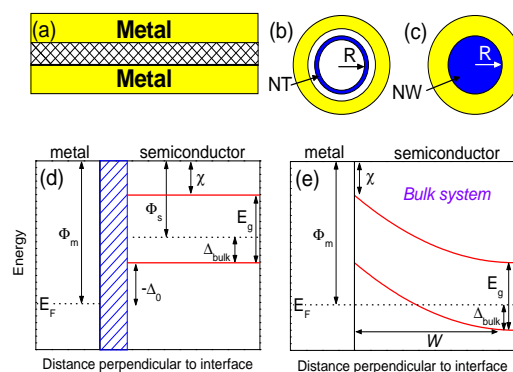 (a)
Metal
Metal
(b)
R
NT
(c)
R
NW
metal
semiconductor
(d)
χ
Φm
Φs
Eg
Δbulk
-Δ0
EF
Energy
Distance perpendicular to interface
metal
semiconductor
(e)
χ
Bulk system
Φm
Eg
Δbulk
EF
W
Distance perpendicular to interface